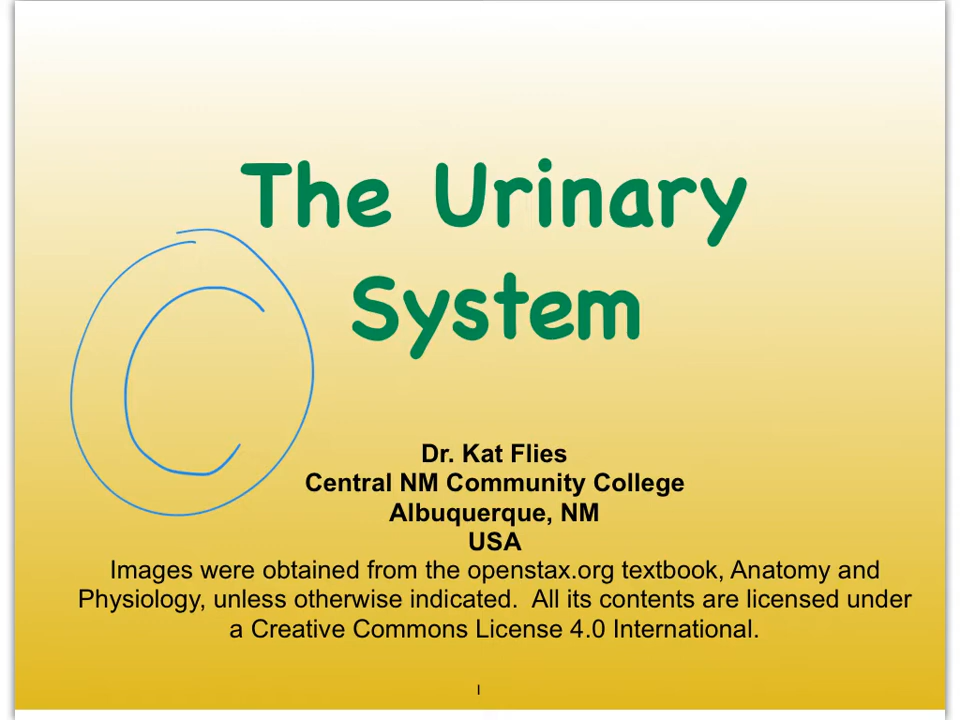 The Urinary
System
C
Dr. Kat Flies
Central NM Community College
Albuquerque, NM
USA
Images were obtained from the openstax.org textbook, Anatomy and
Physiology, unless otherwise indicated.  All its contents are licensed under
a Creative Commons License 4.0 International.
1